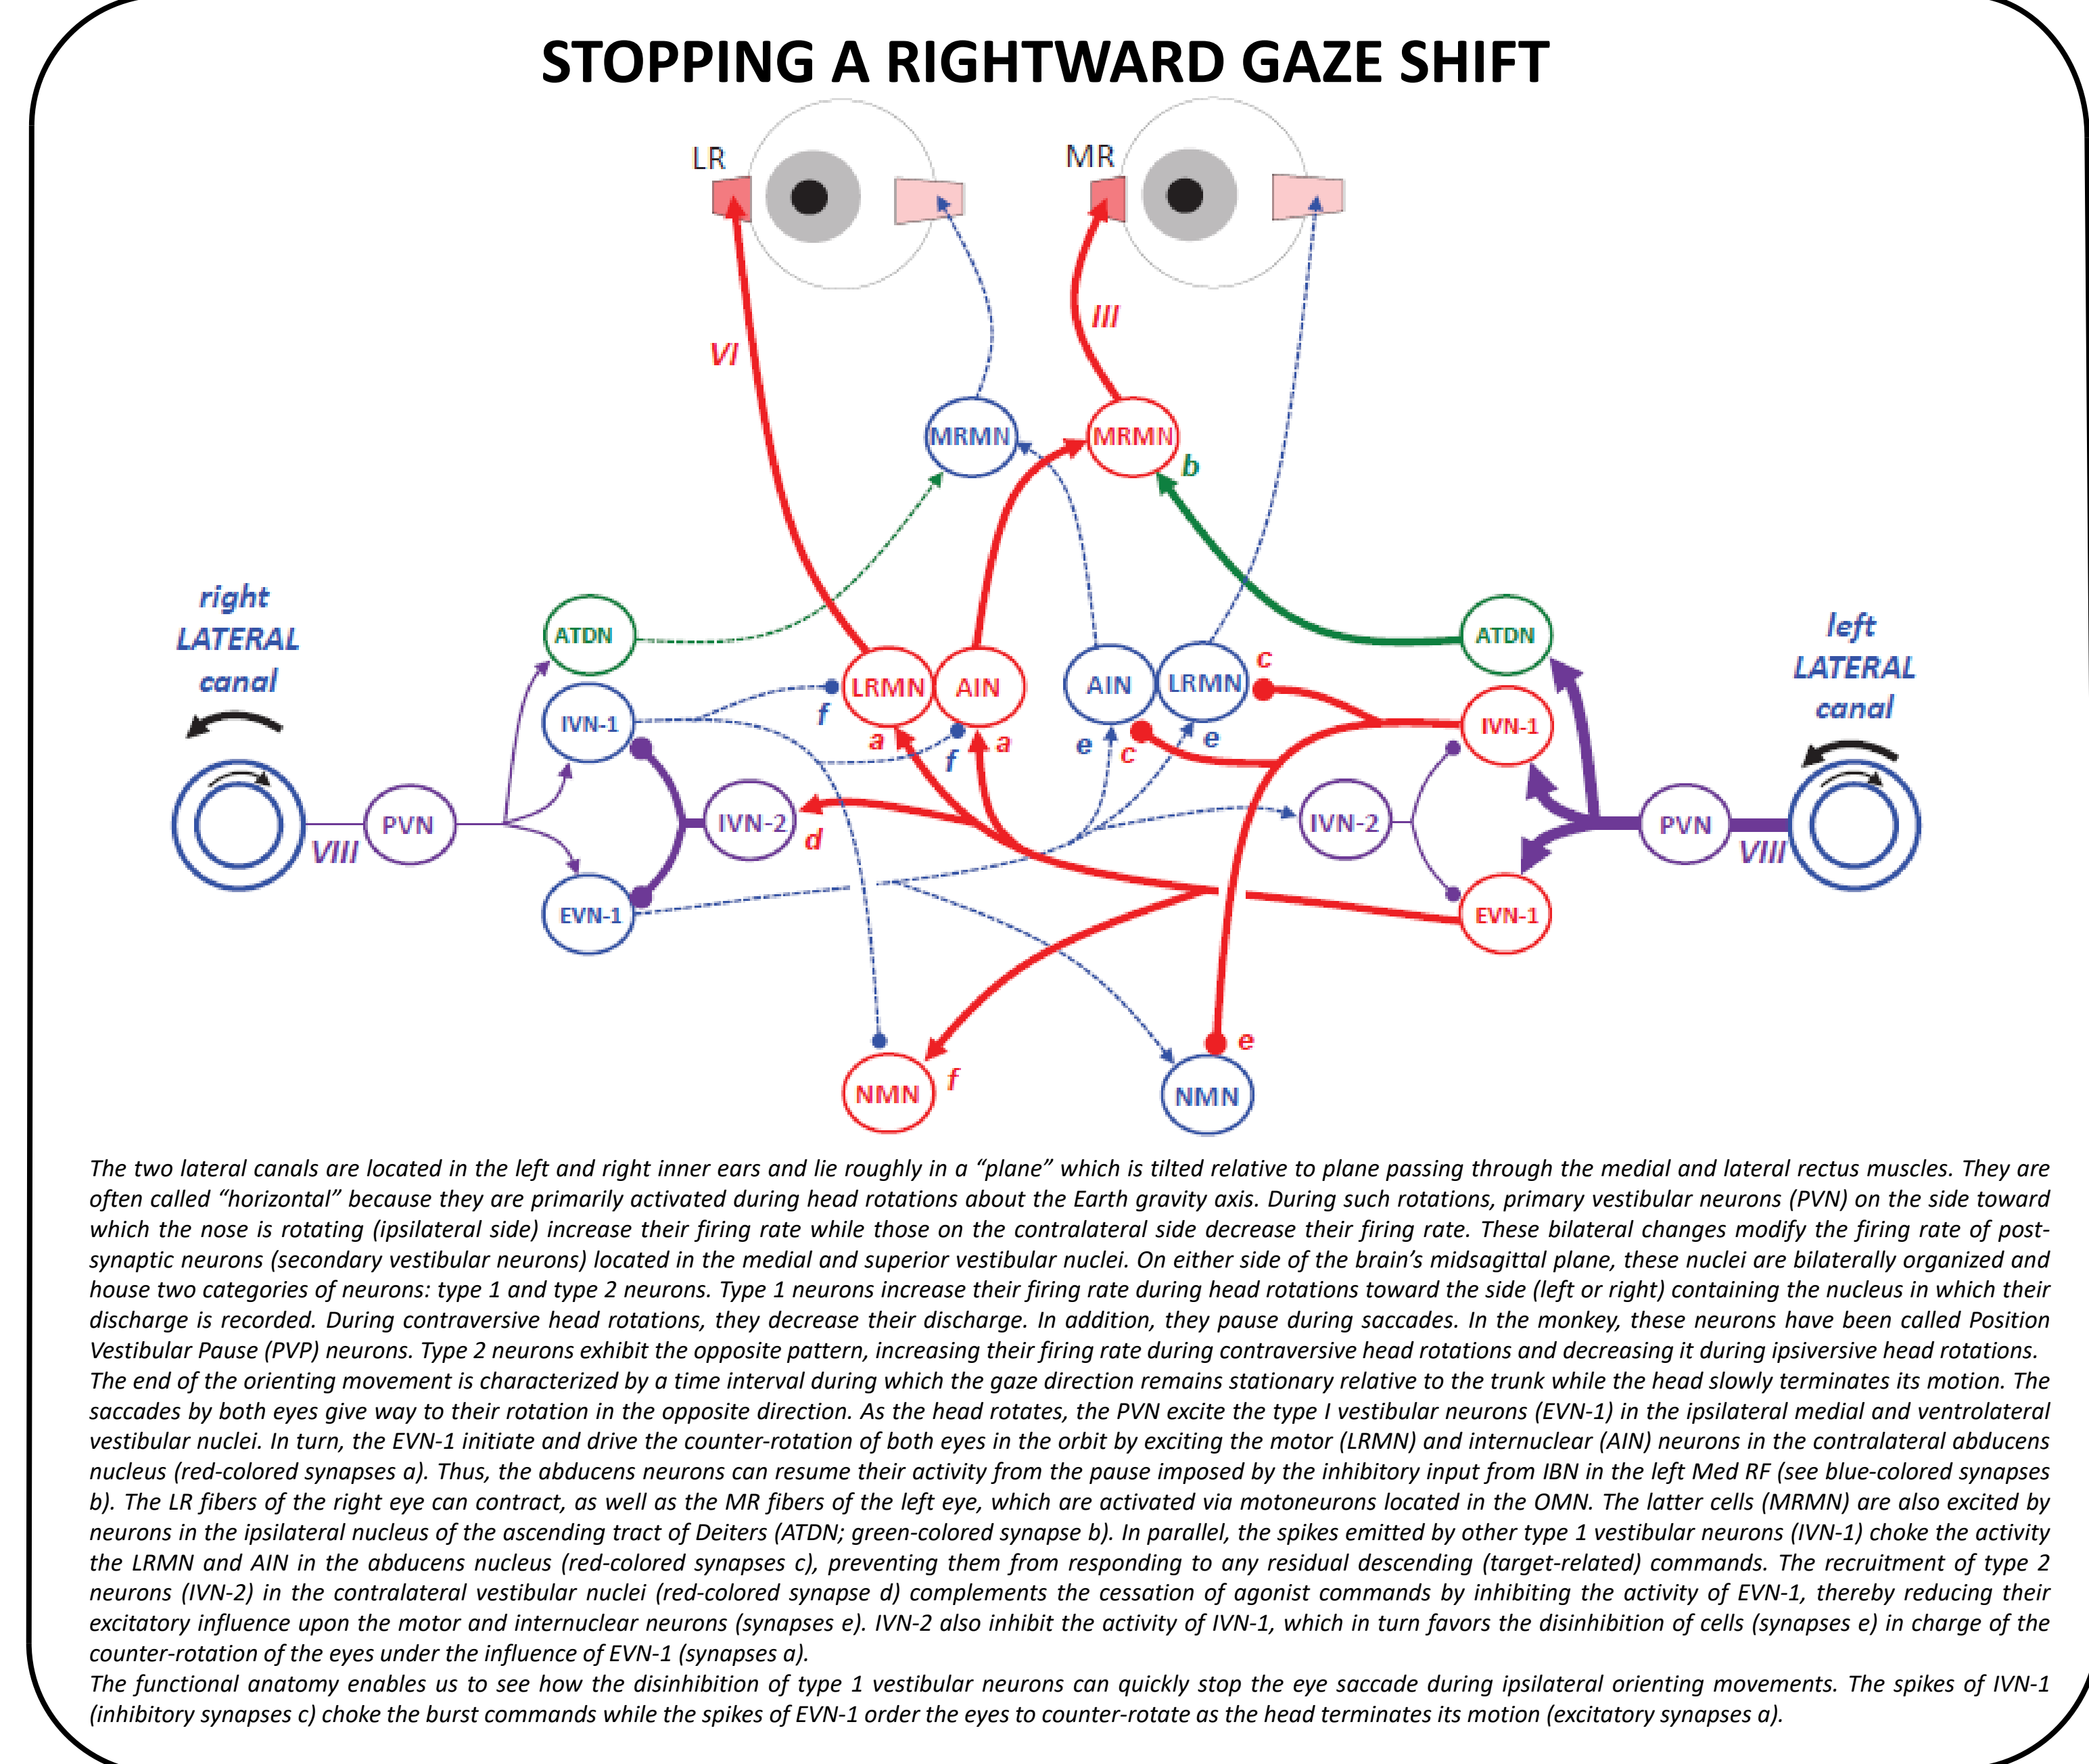 STOPPING A RIGHTWARD GAZE SHIFT
LR
MR
VI
III
MRMN
MRMN
b
right
LATERAL
canal
left
LATERAL
canal
ATDN
ATDN
LRMN
AIN
AIN
LRMN
c
IVN-1
IVN-1
f
a
f
a
e
c
e
PVN
VIII
IVN-2
d
IVN-2
PVN
VIII
EVN-1
EVN-1
e
NMN
f
NMN
The two lateral canals are located in the left and right inner ears and lie roughly in a “plane” which is tilted relative to plane passing through the medial and lateral rectus muscles. They are
often called “horizontal” because they are primarily activated during head rotations about the Earth gravity axis. During such rotations, primary vestibular neurons (PVN) on the side toward
which the nose is rotating (ipsilateral side) increase their firing rate while those on the contralateral side decrease their firing rate. These bilateral changes modify the firing rate of post-
synaptic neurons (secondary vestibular neurons) located in the medial and superior vestibular nuclei. On either side of the brain’s midsagittal plane, these nuclei are bilaterally organized and
house two categories of neurons: type 1 and type 2 neurons. Type 1 neurons increase their firing rate during head rotations toward the side (left or right) containing the nucleus in which their
discharge is recorded. During contraversive head rotations, they decrease their discharge. In addition, they pause during saccades. In the monkey, these neurons have been called Position
Vestibular Pause (PVP) neurons. Type 2 neurons exhibit the opposite pattern, increasing their firing rate during contraversive head rotations and decreasing it during ipsiversive head rotations.
The end of the orienting movement is characterized by a time interval during which the gaze direction remains stationary relative to the trunk while the head slowly terminates its motion. The
saccades by both eyes give way to their rotation in the opposite direction. As the head rotates, the PVN excite the type I vestibular neurons (EVN-1) in the ipsilateral medial and ventrolateral
vestibular nuclei. In turn, the EVN-1 initiate and drive the counter-rotation of both eyes in the orbit by exciting the motor (LRMN) and internuclear (AIN) neurons in the contralateral abducens
nucleus (red-colored synapses a). Thus, the abducens neurons can resume their activity from the pause imposed by the inhibitory input from IBN in the left Med RF (see blue-colored synapses
b). The LR fibers of the right eye can contract, as well as the MR fibers of the left eye, which are activated via motoneurons located in the OMN. The latter cells (MRMN) are also excited by
neurons in the ipsilateral nucleus of the ascending tract of Deiters (ATDN; green-colored synapse b). In parallel, the spikes emitted by other type 1 vestibular neurons (IVN-1) choke the activity
the LRMN and AIN in the abducens nucleus (red-colored synapses c), preventing them from responding to any residual descending (target-related) commands. The recruitment of type 2
neurons (IVN-2) in the contralateral vestibular nuclei (red-colored synapse d) complements the cessation of agonist commands by inhibiting the activity of EVN-1, thereby reducing their
excitatory influence upon the motor and internuclear neurons (synapses e). IVN-2 also inhibit the activity of IVN-1, which in turn favors the disinhibition of cells (synapses e) in charge of the
counter-rotation of the eyes under the influence of EVN-1 (synapses a).
The functional anatomy enables us to see how the disinhibition of type 1 vestibular neurons can quickly stop the eye saccade during ipsilateral orienting movements. The spikes of IVN-1
(inhibitory synapses c) choke the burst commands while the spikes of EVN-1 order the eyes to counter-rotate as the head terminates its motion (excitatory synapses a).